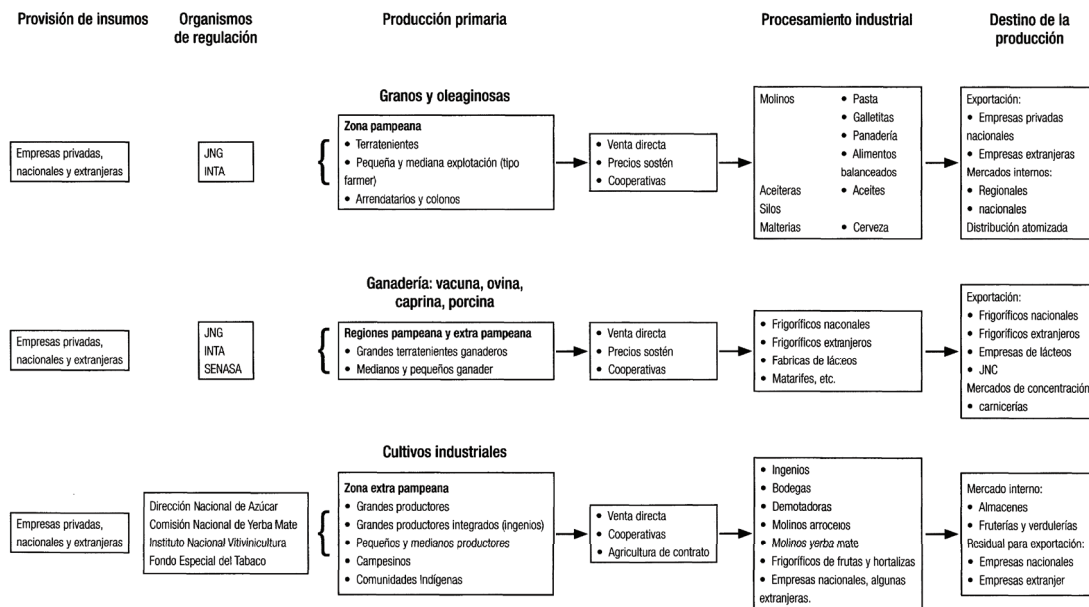 Provisión de insumos
Organismos
de regulación
Producción primaria
Procesamiento industrial
Destino de la
producción
Granos y oleaginosas
Empresas privadas,
nacionales y extranjeras
JNG
INTA
Zona pampeana
• Terratenientes
• Pequeña y mediana explotación (tipo
farmer)
• Arrendatarios y colonos
• Venta directa
• Precios sostén
• Cooperativas
Molinos • Pasta
• Galletitas
• Panadería
• Alimentos
balanceados
Aceiteras • Aceites
Silos
Malterias • Cerveza
Exportación:
• Empresas privadas
nacionales
• Empresas extranjeras
Mercados internos:
• Regionales
• nacionales
Distribución atomizada
Ganadería: vacuna, ovina,
caprina, porcina
Empresas privadas,
nacionales y extranjeras
JNG
INTA
SENASA
Regiones pampeana y extra pampeana
• Grandes terratenientes ganaderos
• Medianos y pequeños ganader
• Venta directa
• Precios sostén
• Cooperativas
• Frigoríficos naconales
• Frigoríficos extranjeros
• Fabricas de lácteos
• Matarifes, etc.
Exportación:
• Frigoríficos nacionales
• Frigoríficos extranjeros
• Empresas de lácteos
• JNC
Mercados de concentración
• carnicerías
Cultivos industriales
Empresas privadas,
nacionales y extranjeras
Dirección Nacional de Azúcar
Comisión Nacional de Yerba Mate
Instituto Nacional Vitivinicultura
Fondo Especial del Tabaco
Zona extra pampeana
• Grandes productores
• Grandes productores integrados (ingenios)
• Pequeños y medianos productores
• Campesinos
• Comunidades Indígenas
• Venta directa
• Cooperativas
• Agricultura de contrato
• Ingenios
• Bodegas
• Demotadoras
• Molinos arroceros
• Molinos yerba mate
• Frigoríficos de frutas y hortalizas
• Empresas nacionales, algunas
extranjeras.
Mercado interno:
• Almacenes
• Fruterías y verdulerías
Residual para exportación:
• Empresas nacionales
• Empresas extranjer